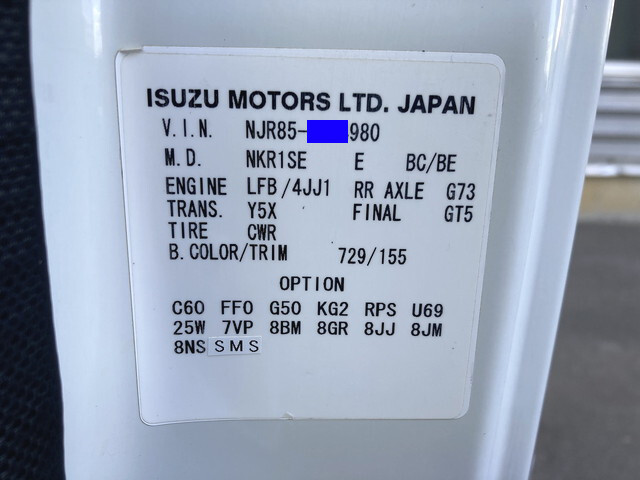 ISUZU MOTORS LTD. JAPAN
V.I.N. NJR85- 980
M.D. NKR1SE E BC/BE
ENGINE LFB/4JJ1 RR AXLE G73
TRANS. Y5X FINAL GT5
TIRE CWR
B.COLOR/TRIM 729/155
OPTION
C60 FF0 G50 KG2 RPS U69
25W 7VP 8BM 8GR 8JJ 8JM
8NS SMS